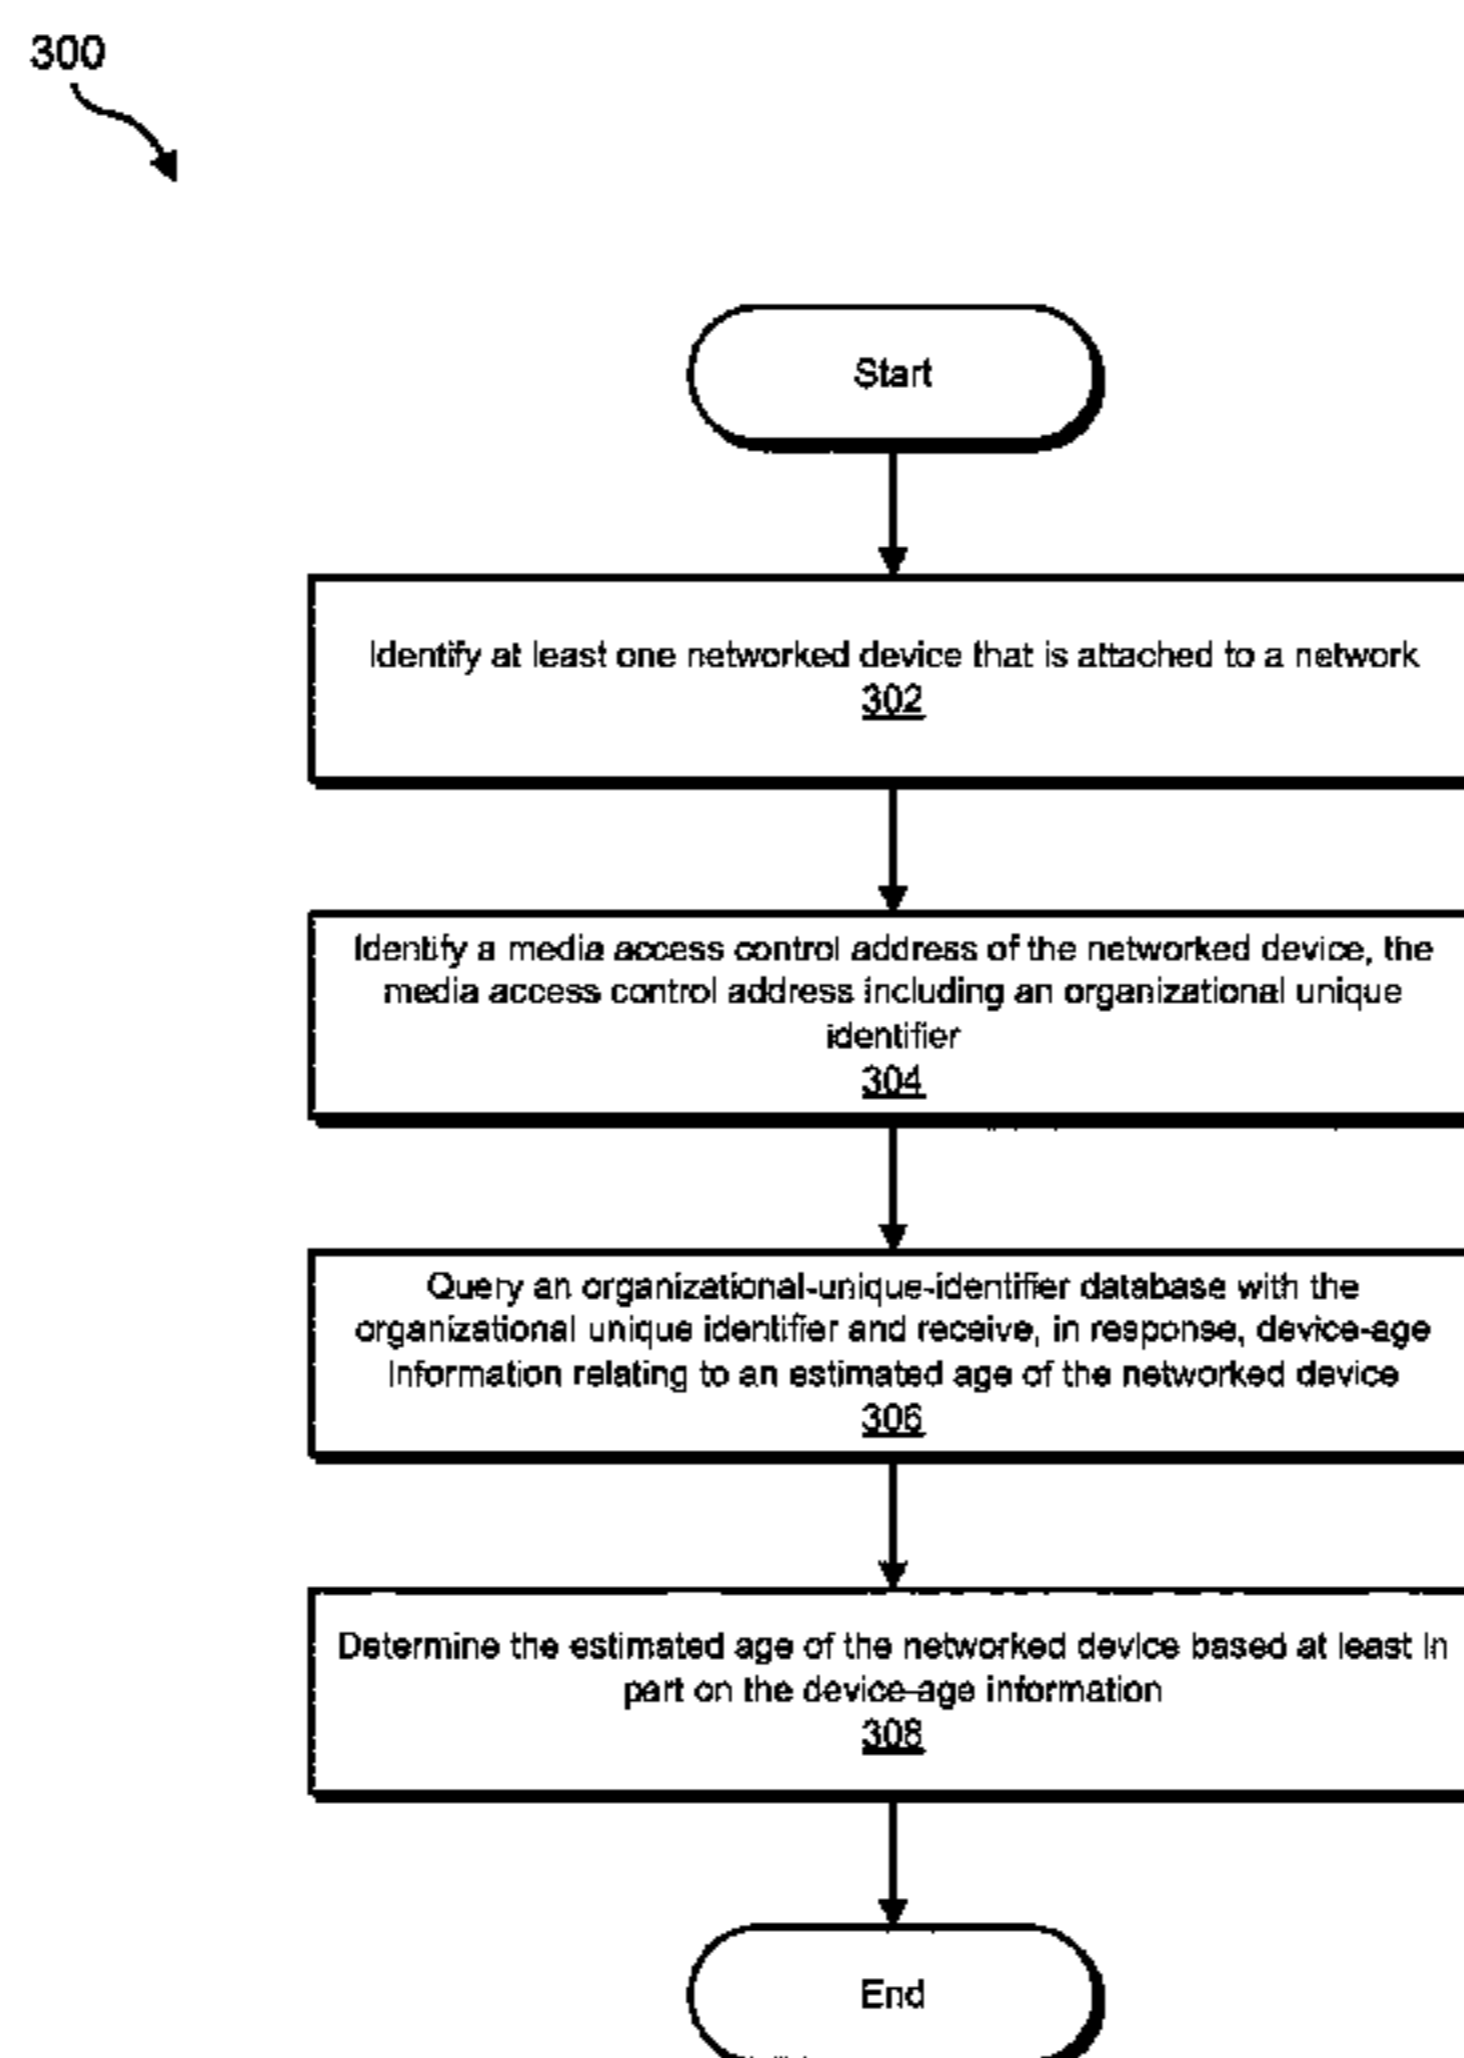 300
Start
Identify at least one networked device that is attached to a network
302
Identify a media access control address of the networked device, the
media access control address including an organizational unique
identifier
304
Query an organizational-unique-identifier database with the
organizational unique identifier and receive, in response, device-age
information relating to an estimated age of the networked device
306
Determine the estimated age of the networked device based at least in
part on the device-age information
308
End